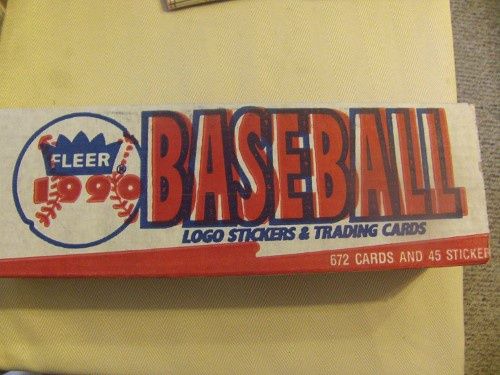 FLEER®
1990
BASEBALL
LOGO STICKERS & TRADING CARDS
672 CARDS AND 45 STICKER